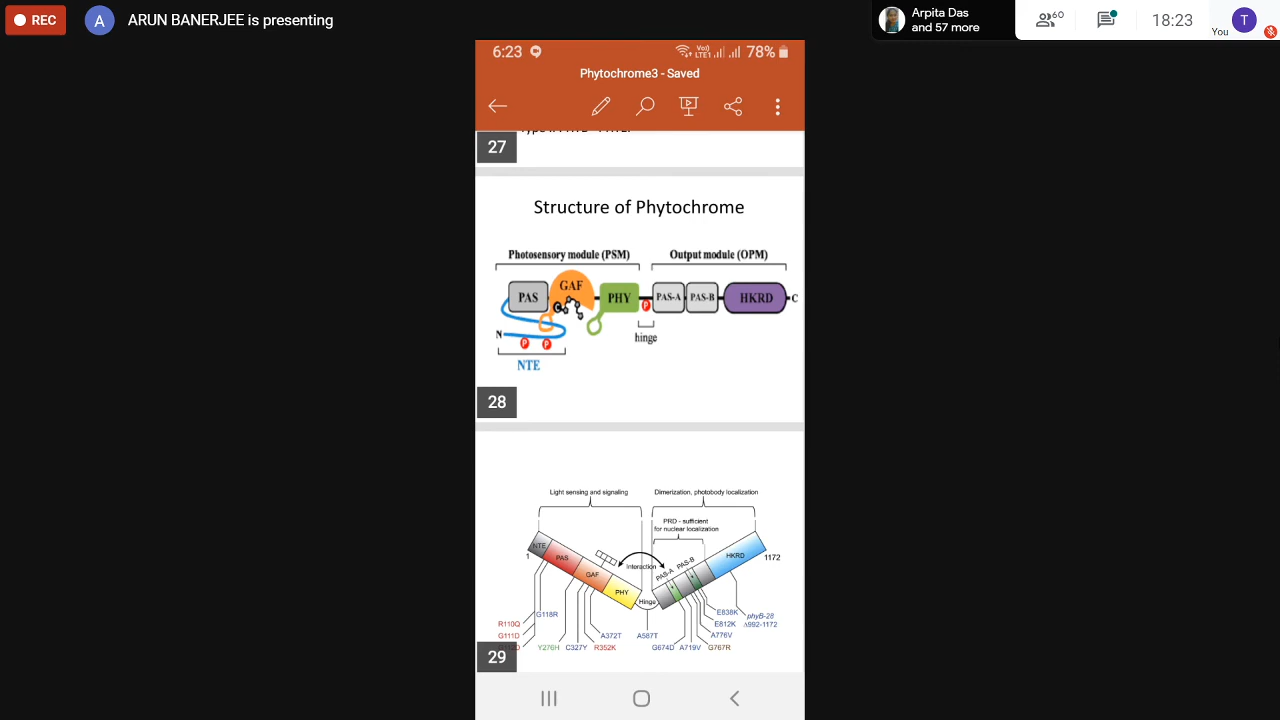 REC
A
ARUN BANERJEE is presenting
Arpita Das
and 57 more
60
18:23
You
T
6:23
Vo)
LTE1
78%
Phytochrome3 - Saved
27
Structure of Phytochrome
Photosensory module (PSM)
Output module (OPM)
PAS
GAF
PHY
P
PAS-A
PAS-B
HKRD
C
N
C
P
P
hinge
NTE
28
Light sensing and signaling
Dimerization, photobody localization
PRD - sufficient
for nuclear localization
NTE
1
PAS
GAF
PHY
Interaction
Hinge
PAS-A
PAS-B
HKRD
1172
G118R
R110Q
G111D
Y276H
C327Y
R352K
A372T
A587T
G674D
A719V
G767R
A776V
E812K
E838K
phyB-28
Δ992-1172
29